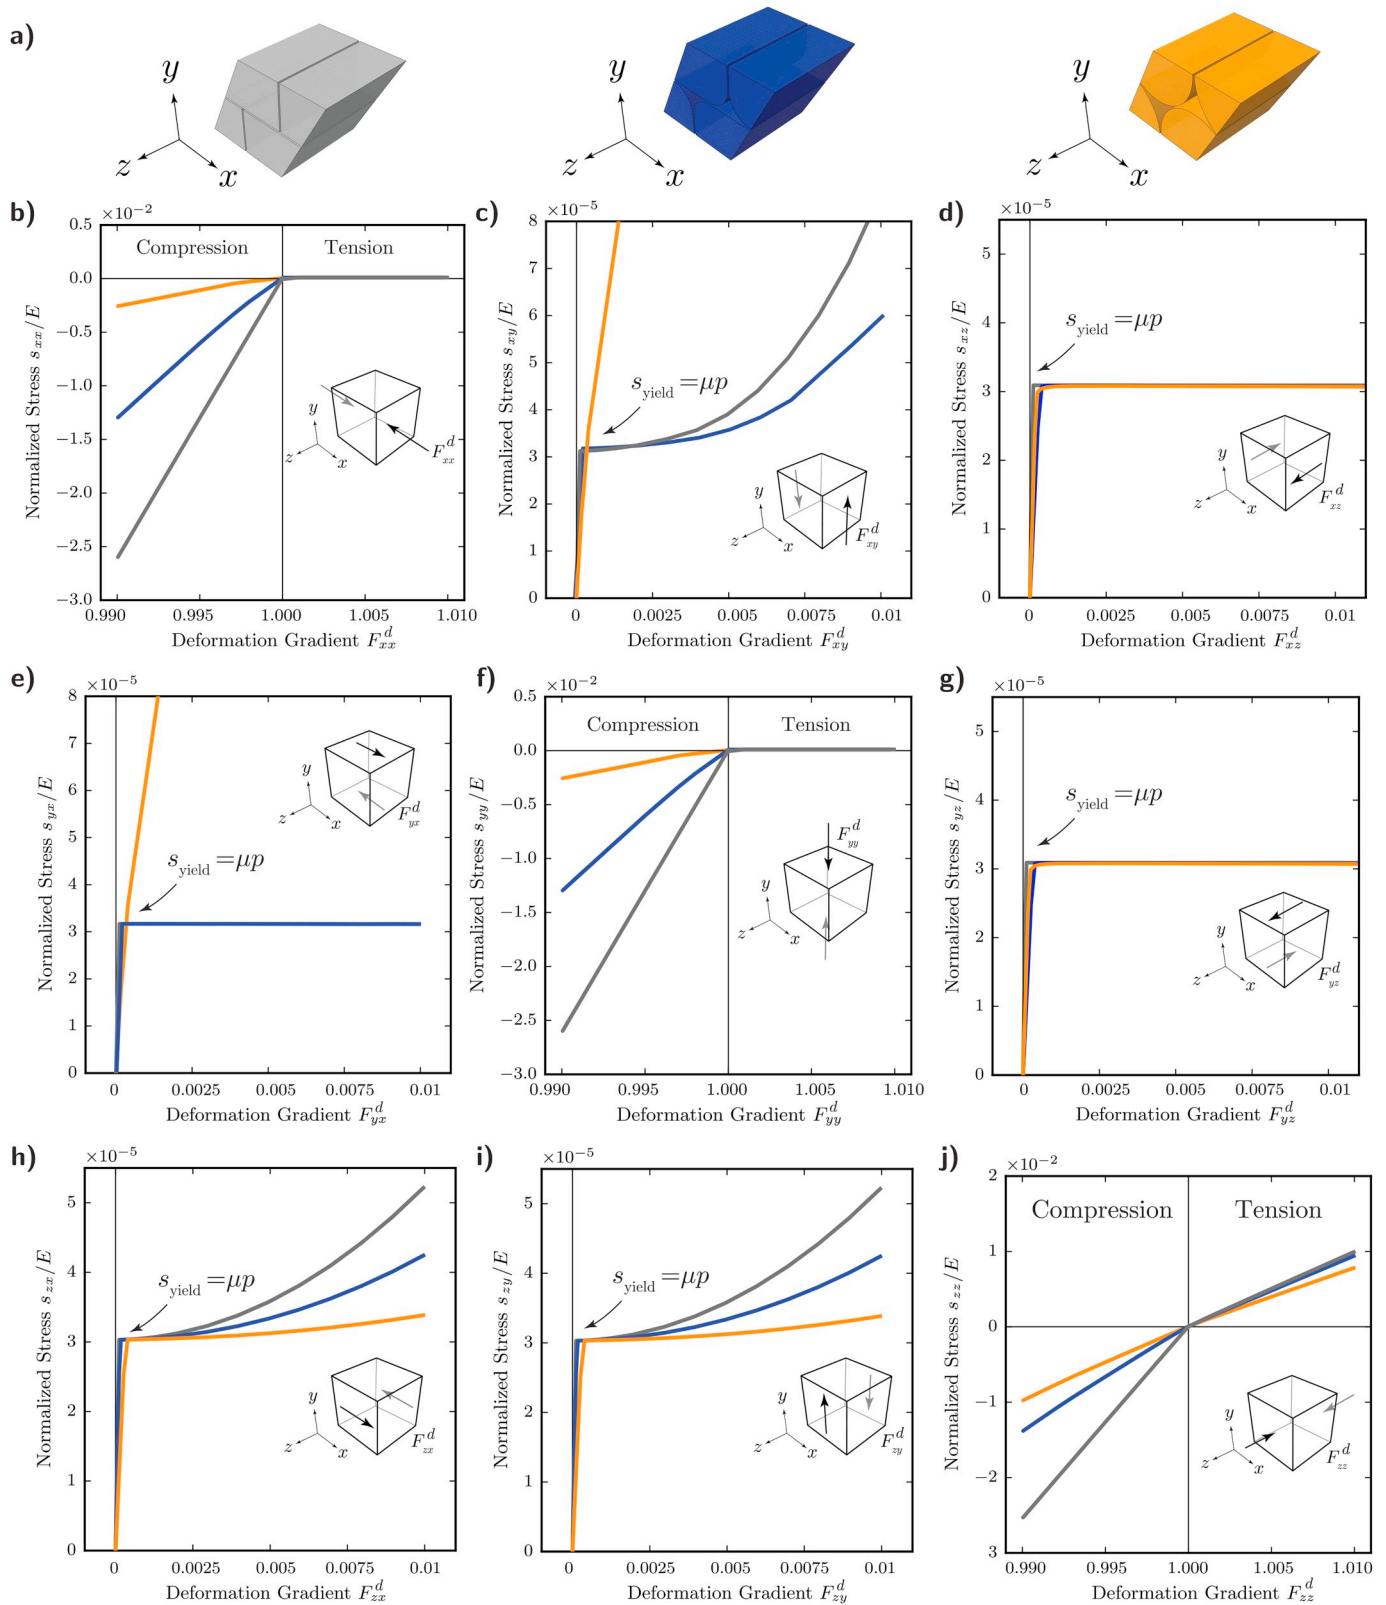 a)
y
z
x
y
z
x
y
z
x
b)
×10⁻²
0.5
0.0
−0.5
−1.0
−1.5
−2.0
−2.5
−3.0
Normalized Stress s_xx/E
Compression
Tension
y
z
x
F^d_xx
0.990
0.995
1.000
1.005
1.010
Deformation Gradient F^d_xx
c)
×10⁻⁵
8
7
6
5
4
3
2
1
0
Normalized Stress s_xy/E
s_yield=μp
y
z
x
F^d_xy
0
0.0025
0.005
0.0075
0.01
Deformation Gradient F^d_xy
d)
×10⁻⁵
5
4
3
2
1
0
Normalized Stress s_xz/E
s_yield=μp
y
z
x
F^d_xz
0
0.0025
0.005
0.0075
0.01
Deformation Gradient F^d_xz
e)
×10⁻⁵
8
7
6
5
4
3
2
1
0
Normalized Stress s_yx/E
y
z
x
F^d_yx
s_yield=μp
0
0.0025
0.005
0.0075
0.01
Deformation Gradient F^d_yx
f)
×10⁻²
0.5
0.0
−0.5
−1.0
−1.5
−2.0
−2.5
−3.0
Normalized Stress s_yy/E
Compression
Tension
F^d_yy
y
z
x
0.990
0.995
1.000
1.005
1.010
Deformation Gradient F^d_yy
g)
×10⁻⁵
5
4
3
2
1
0
Normalized Stress s_yz/E
s_yield=μp
y
z
x
F^d_yz
0
0.0025
0.005
0.0075
0.01
Deformation Gradient F^d_yz
h)
×10⁻⁵
5
4
3
2
1
0
Normalized Stress s_zx/E
s_yield=μp
y
z
x
F^d_zx
0
0.0025
0.005
0.0075
0.01
Deformation Gradient F^d_zx
i)
×10⁻⁵
5
4
3
2
1
0
Normalized Stress s_zy/E
s_yield=μp
y
z
x
F^d_zy
0
0.0025
0.005
0.0075
0.01
Deformation Gradient F^d_zy
j)
×10⁻²
2
1
0
−1
−2
3
Normalized Stress s_zz/E
Compression
Tension
y
z
x
F^d_zz
0.990
0.995
1.000
1.005
1.010
Deformation Gradient F^d_zz